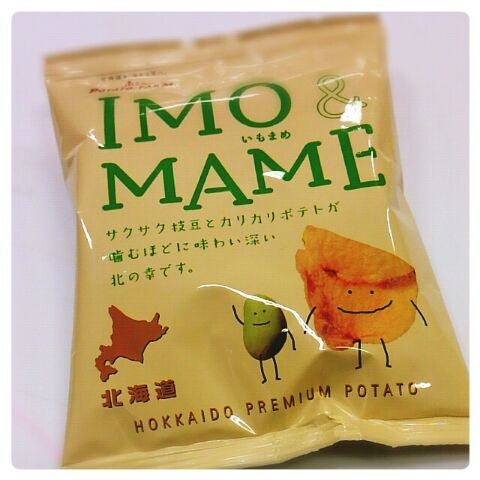 POTATO FARM
IMO &
いもまめ
MAME
サクサク枝豆とカリカリポテトが
噛むほどに味わい深い
北の幸です。
北海道
HOKKAIDO PREMIUM POTATO